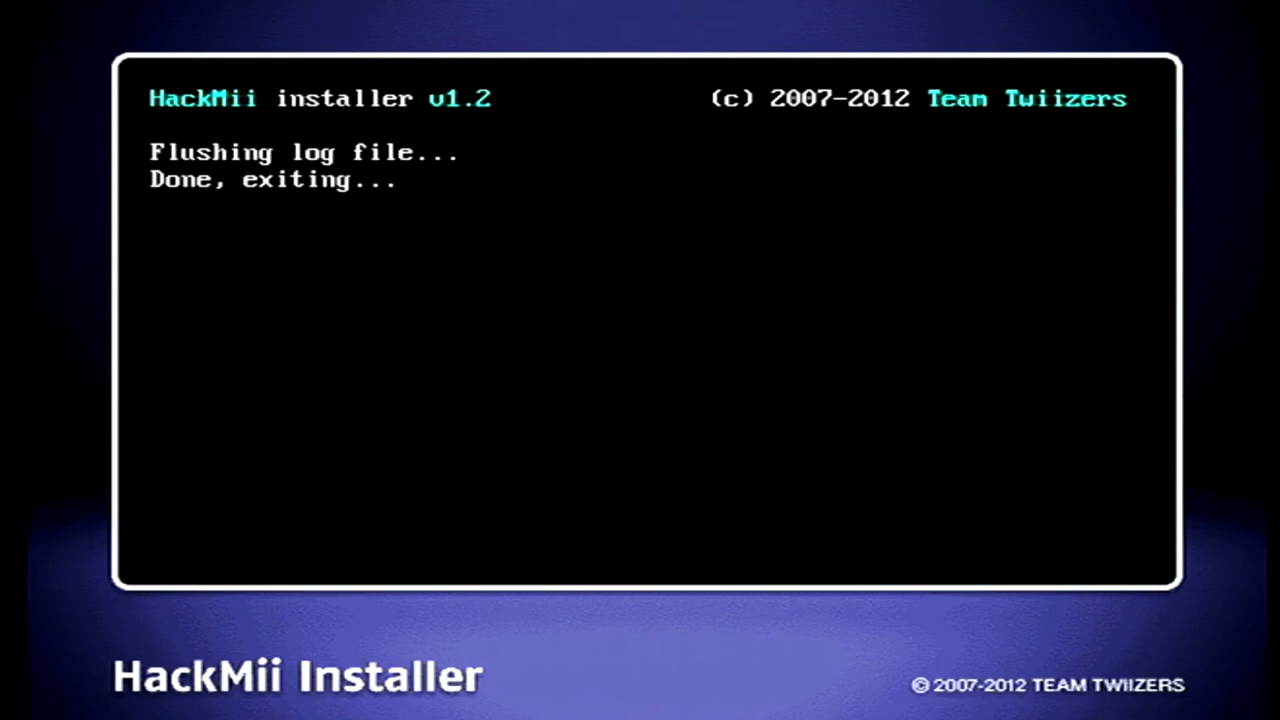 HackMii installer v1.2 (c) 2007-2012 Team Twiizers
Flushing log file...
Done, exiting...
HackMii Installer © 2007-2012 TEAM TWIIZERS